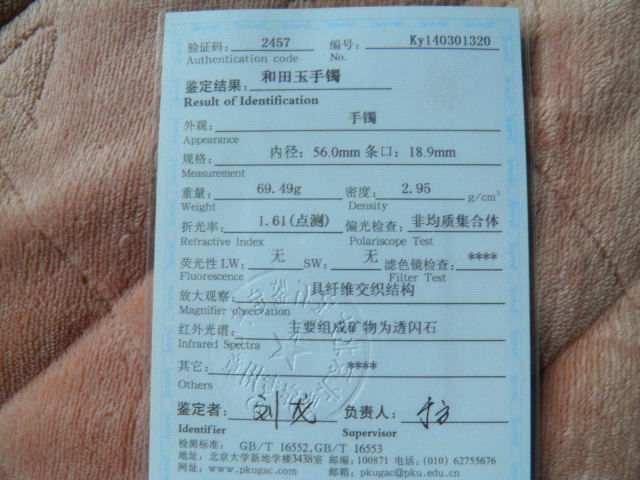 验证码: 2457 编号: Ky140301320
Authentication code No.
鉴定结果: 和田玉手镯
Result of Identification
外观: 手镯
Appearance
规格: 内径: 56.0mm 条口: 18.9mm
Measurement
重量: 69.49g 密度: 2.95 g/cm³
Weight Density
折光率: 1.61(点测) 偏光检查: 非均质集合体
Refractive Index Polariscope Test
荧光性 LW: 无 SW: 无 滤色镜检查: ****
Fluorescence Filter Test
放大观察: 具纤维交织结构
Magnifier observation
红外光谱: 主要组成矿物为透闪石
Infrared Spectra
其它: ****
Others
鉴定者: 刘龙 负责人:
Identifier Supervisor
检测标准: GB/T 16552,GB/T 16553
地址: 北京大学新地学楼3438室 邮编: 100871 电话: (010) 62755676
网址: www.pkugac.com 邮箱: pkugac@pku.edu.cn